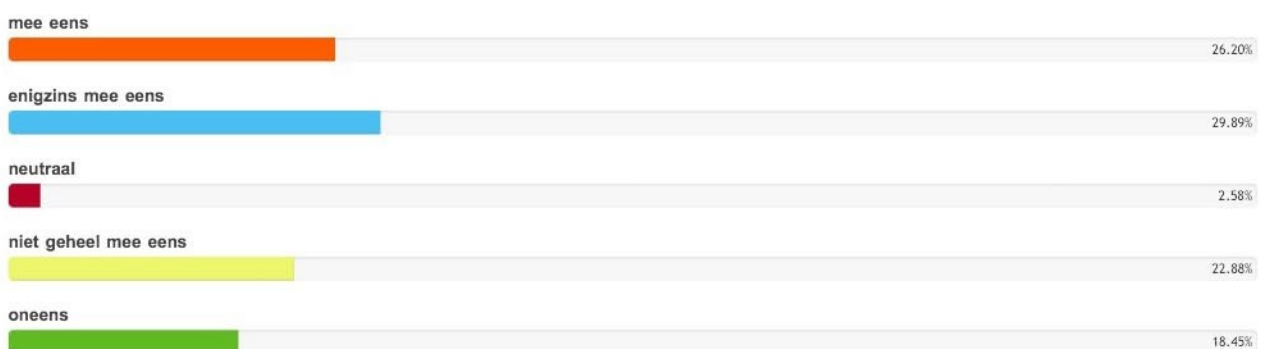 mee eens
26.20%
enigzins mee eens
29.89%
neutraal
2.58%
niet geheel mee eens
22.88%
oneens
18.45%